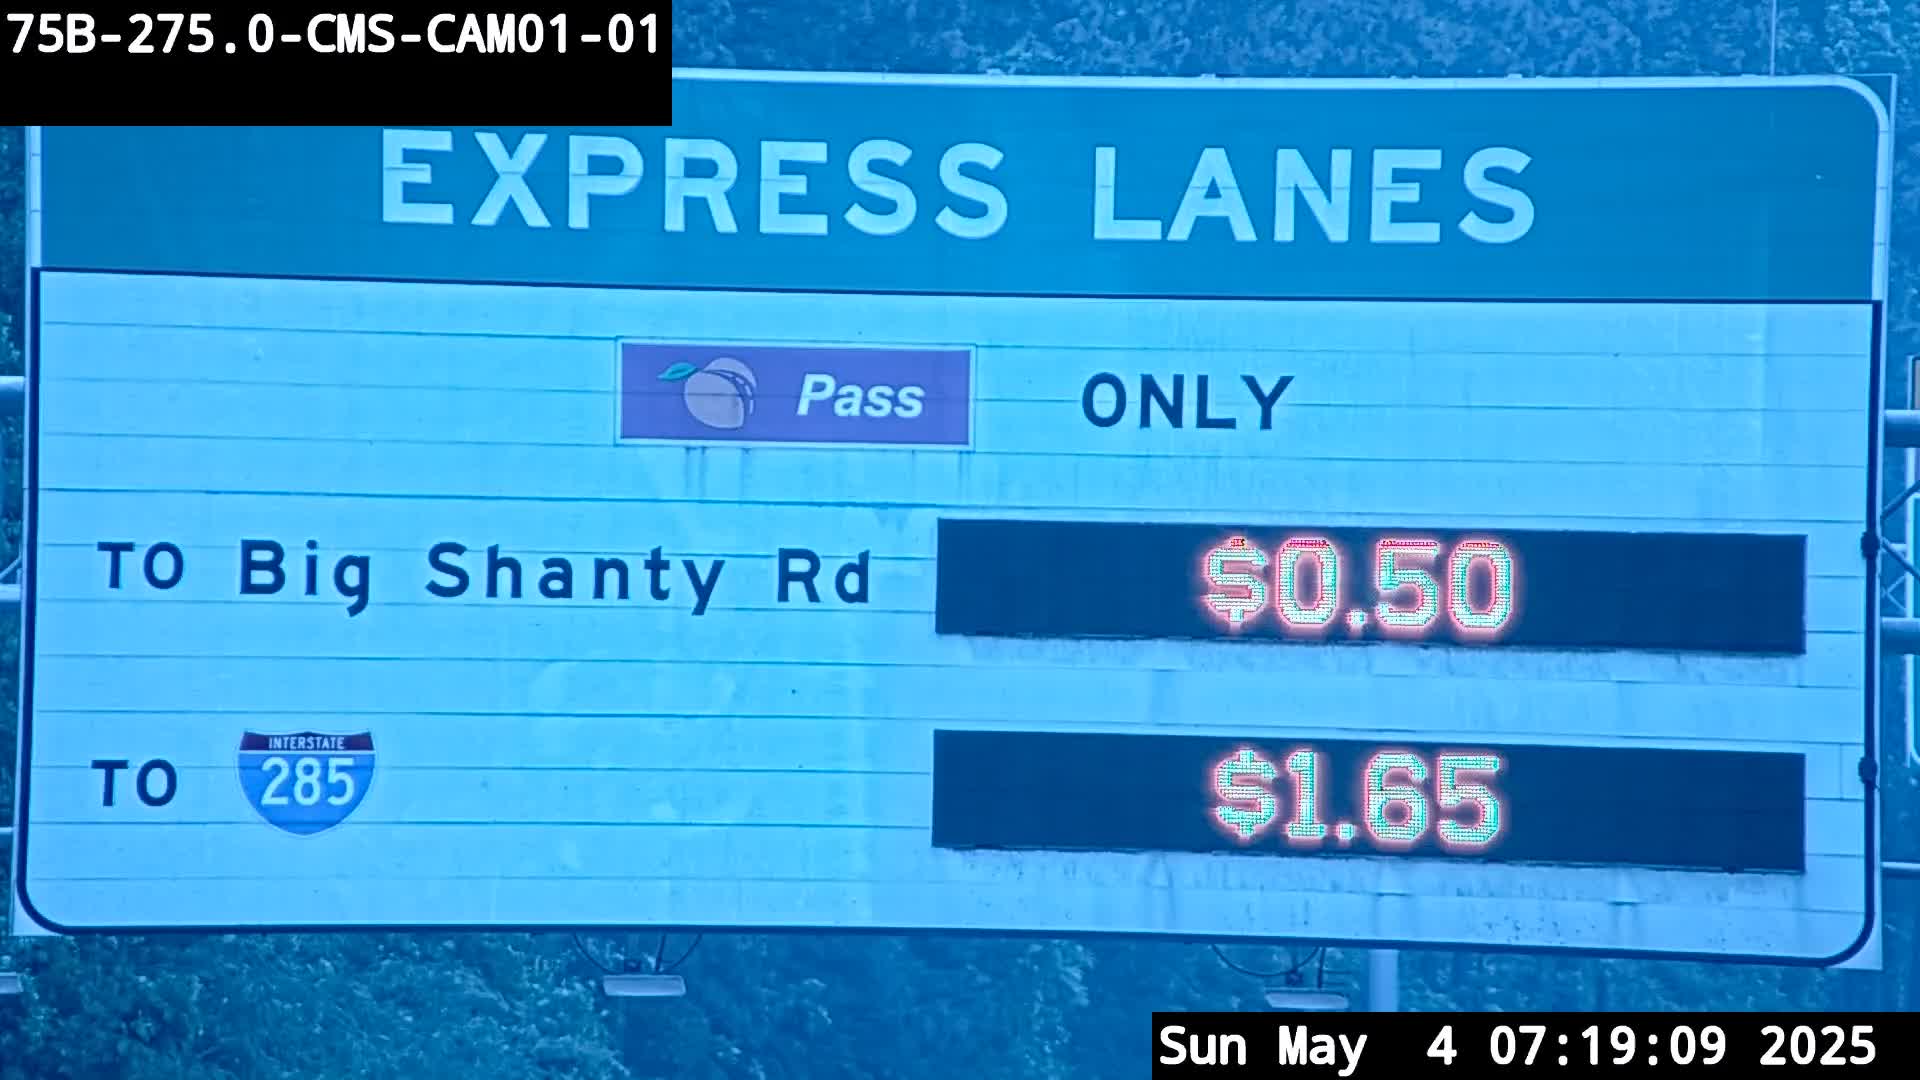 75B-275.0-CMS-CAM01-01
EXPRESS LANES
Pass ONLY
TO Big Shanty Rd $0.50
TO INTERSTATE 285 $1.65
Sun May 4 07:19:09 2025